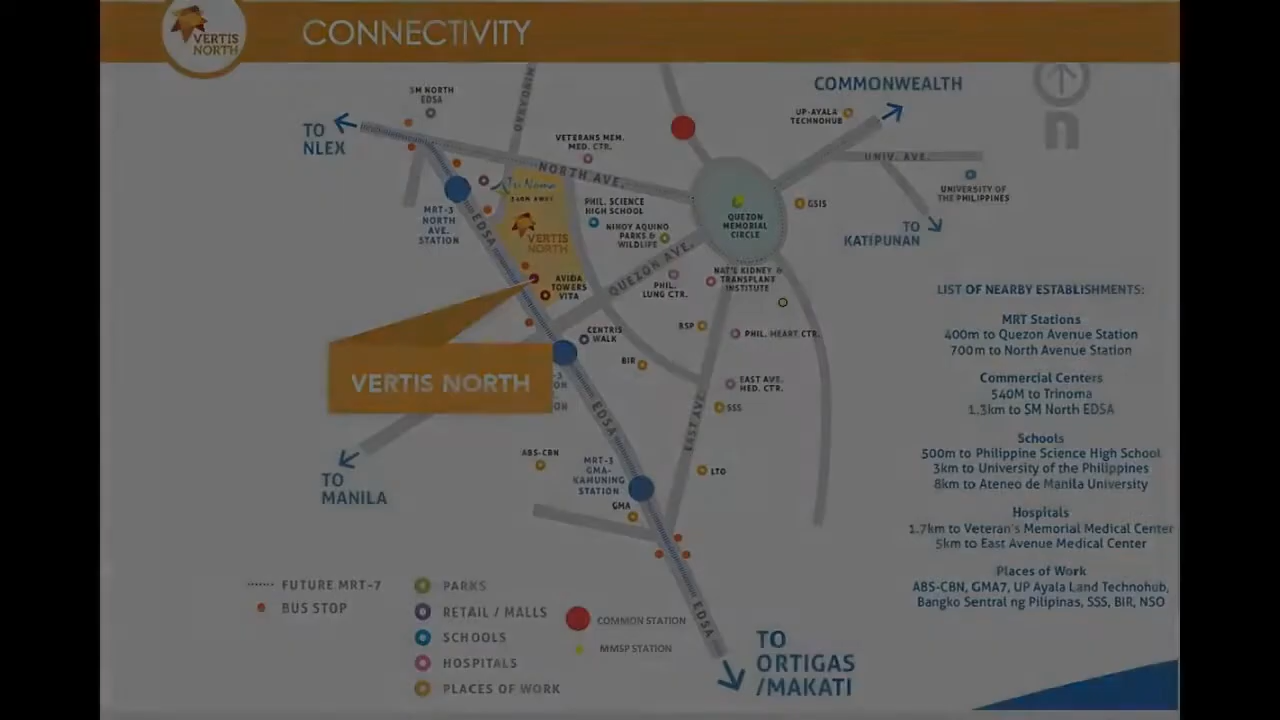 VERTIS
NORTH
CONNECTIVITY
SM NORTH
EDSA
MINDANAO
COMMONWEALTH
UP-AYALA
TECHNOHUB
TO
NLEX
VETERANS MEM.
MED. CTR.
NORTH AVE.
UNIV. AVE.
UNIVERSITY OF
THE PHILIPPINES
TriNoma
540M AWAY
PHIL. SCIENCE
HIGH SCHOOL
GSIS
MRT-3
NORTH
AVE.
STATION
EDSA
VERTIS
NORTH
NINOY AQUINO
PARKS &
WILDLIFE
QUEZON
MEMORIAL
CIRCLE
TO
KATIPUNAN
QUEZON AVE.
AVIDA
TOWERS
VITA
PHIL.
LUNG CTR.
NAT'L KIDNEY &
TRANSPLANT
INSTITUTE
LIST OF NEARBY ESTABLISHMENTS:
MRT Stations
400m to Quezon Avenue Station
700m to North Avenue Station
Commercial Centers
540M to Trinoma
1.3km to SM North EDSA
Schools
500m to Philippine Science High School
3km to University of the Philippines
8km to Ateneo de Manila University
Hospitals
1.7km to Veteran's Memorial Medical Center
5km to East Avenue Medical Center
Places of Work
ABS-CBN, GMA7, UP Ayala Land Technohub,
Bangko Sentral ng Pilipinas, SSS, BIR, NSO
CENTRIS
WALK
BSP
PHIL. HEART CTR.
BIR
VERTIS NORTH
EAST AVE.
MED. CTR.
SSS
EDSA
EAST AVE.
ABS-CBN
MRT-3
GMA-
KAMUNING
STATION
LTO
TO
MANILA
GMA
EDSA
FUTURE MRT-7
BUS STOP
PARKS
RETAIL / MALLS
SCHOOLS
HOSPITALS
PLACES OF WORK
COMMON STATION
MMSP STATION
TO
ORTIGAS
/MAKATI
n